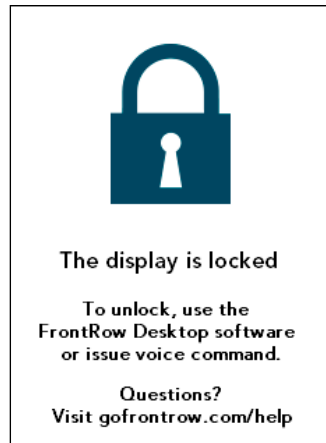 The display is locked
To unlock, use the
FrontRow Desktop software
or issue voice command.
Questions?
Visit gofrontrow.com/help